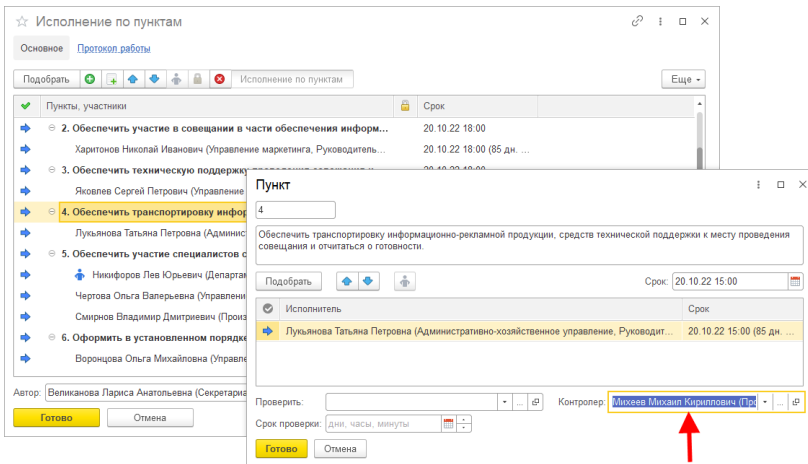 Исполнение по пунктам
Основное Протокол работы
Подобрать Исполнение по пунктам Еще
Пункты, участники Срок
2. Обеспечить участие в совещании в части обеспечения информ... 20.10.22 18:00
Харитонов Николай Иванович (Управление маркетинга, Руководитель... 20.10.22 18:00 (85 дн. ...
3. Обеспечить техническую поддержку
Яковлев Сергей Петрович (Управление
4. Обеспечить транспортировку инфор
Лукьянова Татьяна Петровна (Админис
5. Обеспечить участие специалистов с
Никифоров Лев Юрьевич (Департам
Чертова Ольга Валерьевна (Управлени
Смирнов Владимир Дмитриевич (Произ
6. Оформить в установленном порядке
Воронцова Ольга Михайловна (Управле
Автор: Великанова Лариса Анатольевна (Секретариа
Готово Отмена
Пункт
4
Обеспечить транспортировку информационно-рекламной продукции, средств технической поддержки к месту проведения
совещания и отчитаться о готовности.
Подобрать Срок: 20.10.22 15:00
Исполнитель Срок
Лукьянова Татьяна Петровна (Административно-хозяйственное управление, Руководит... 20.10.22 15:00 (85 дн. ...
Проверить: Контролер: Михеев Михаил Кириллович (Про
Срок проверки: дни, часы, минуты
Готово Отмена